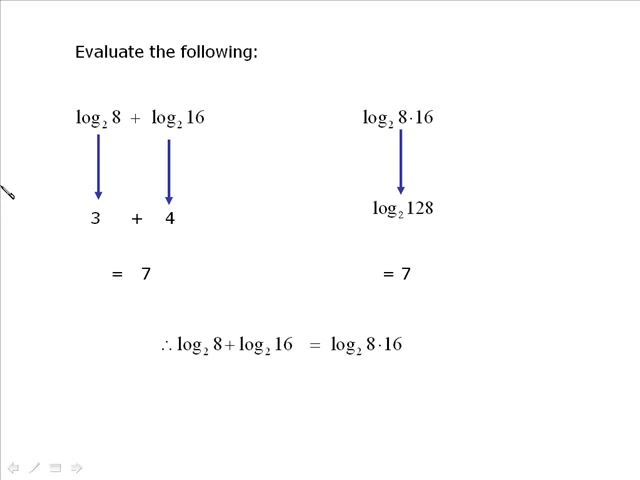 Evaluate the following:
log₂ 8 + log₂ 16 log₂ 8·16
3 + 4 log₂ 128
= 7 = 7
∴ log₂ 8 + log₂ 16 = log₂ 8·16